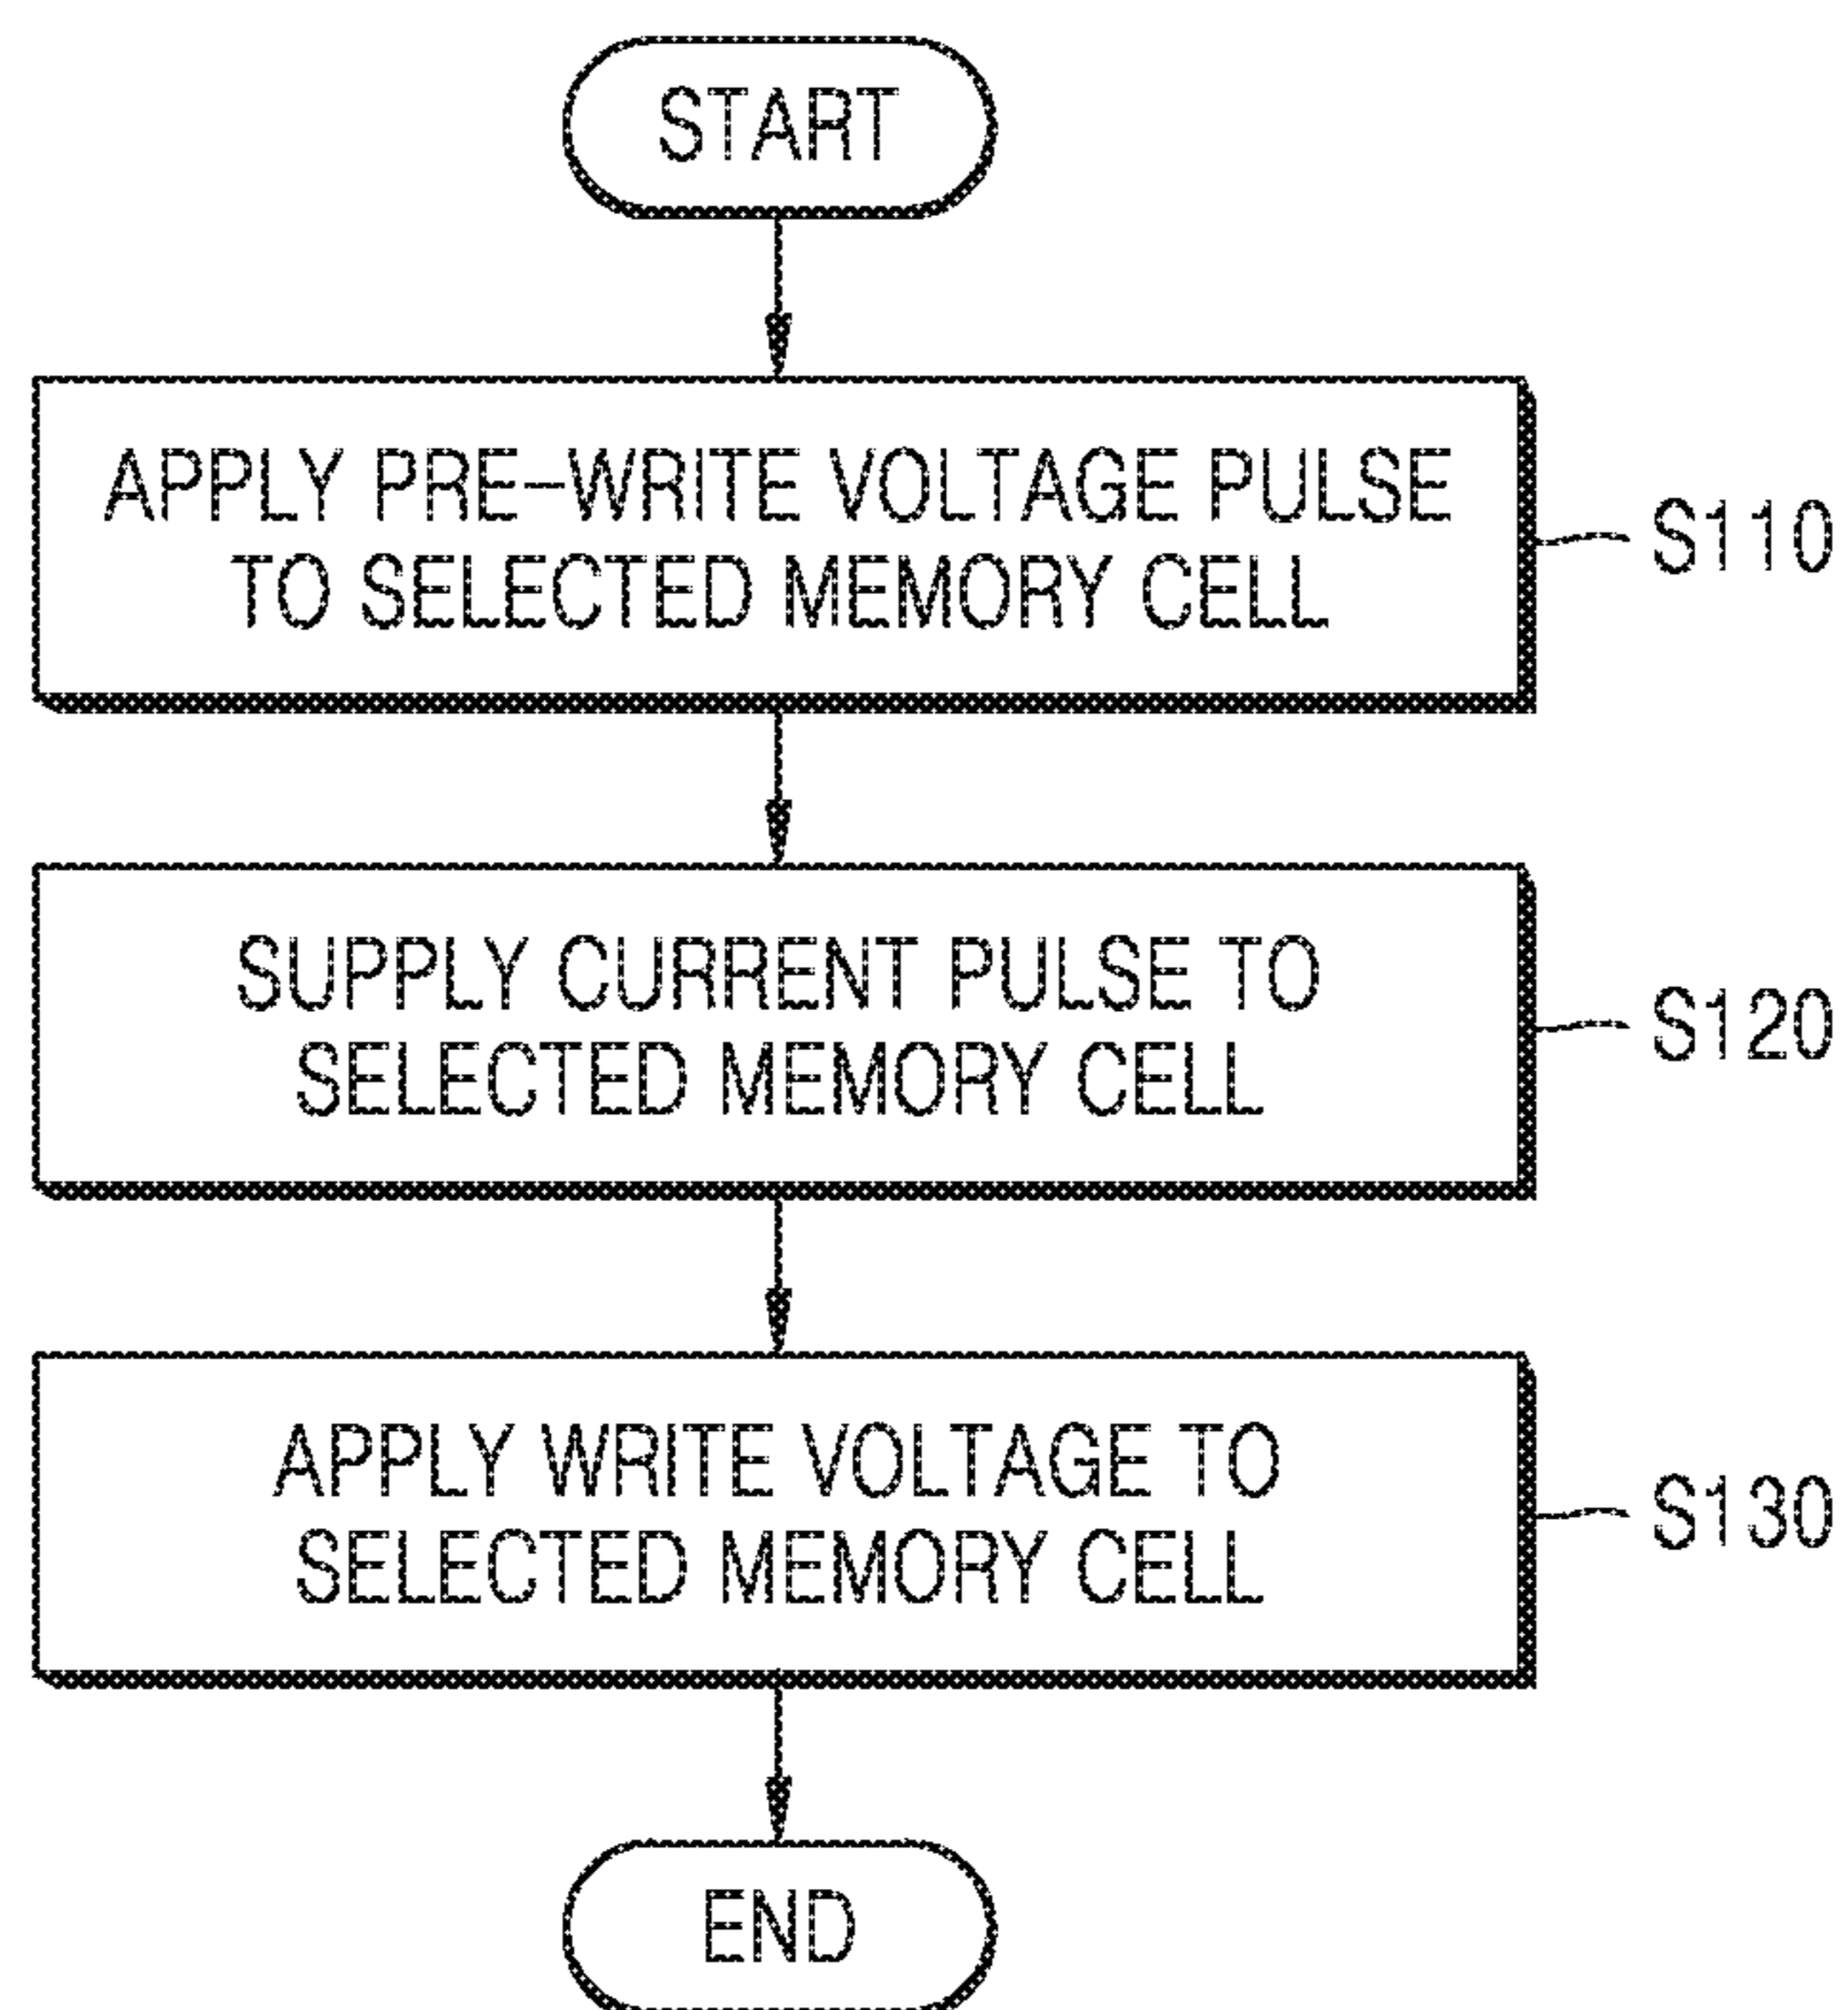 START
APPLY PRE-WRITE VOLTAGE PULSE
TO SELECTED MEMORY CELL
S110
SUPPLY CURRENT PULSE TO
SELECTED MEMORY CELL
S120
APPLY WRITE VOLTAGE TO
SELECTED MEMORY CELL
S130
END